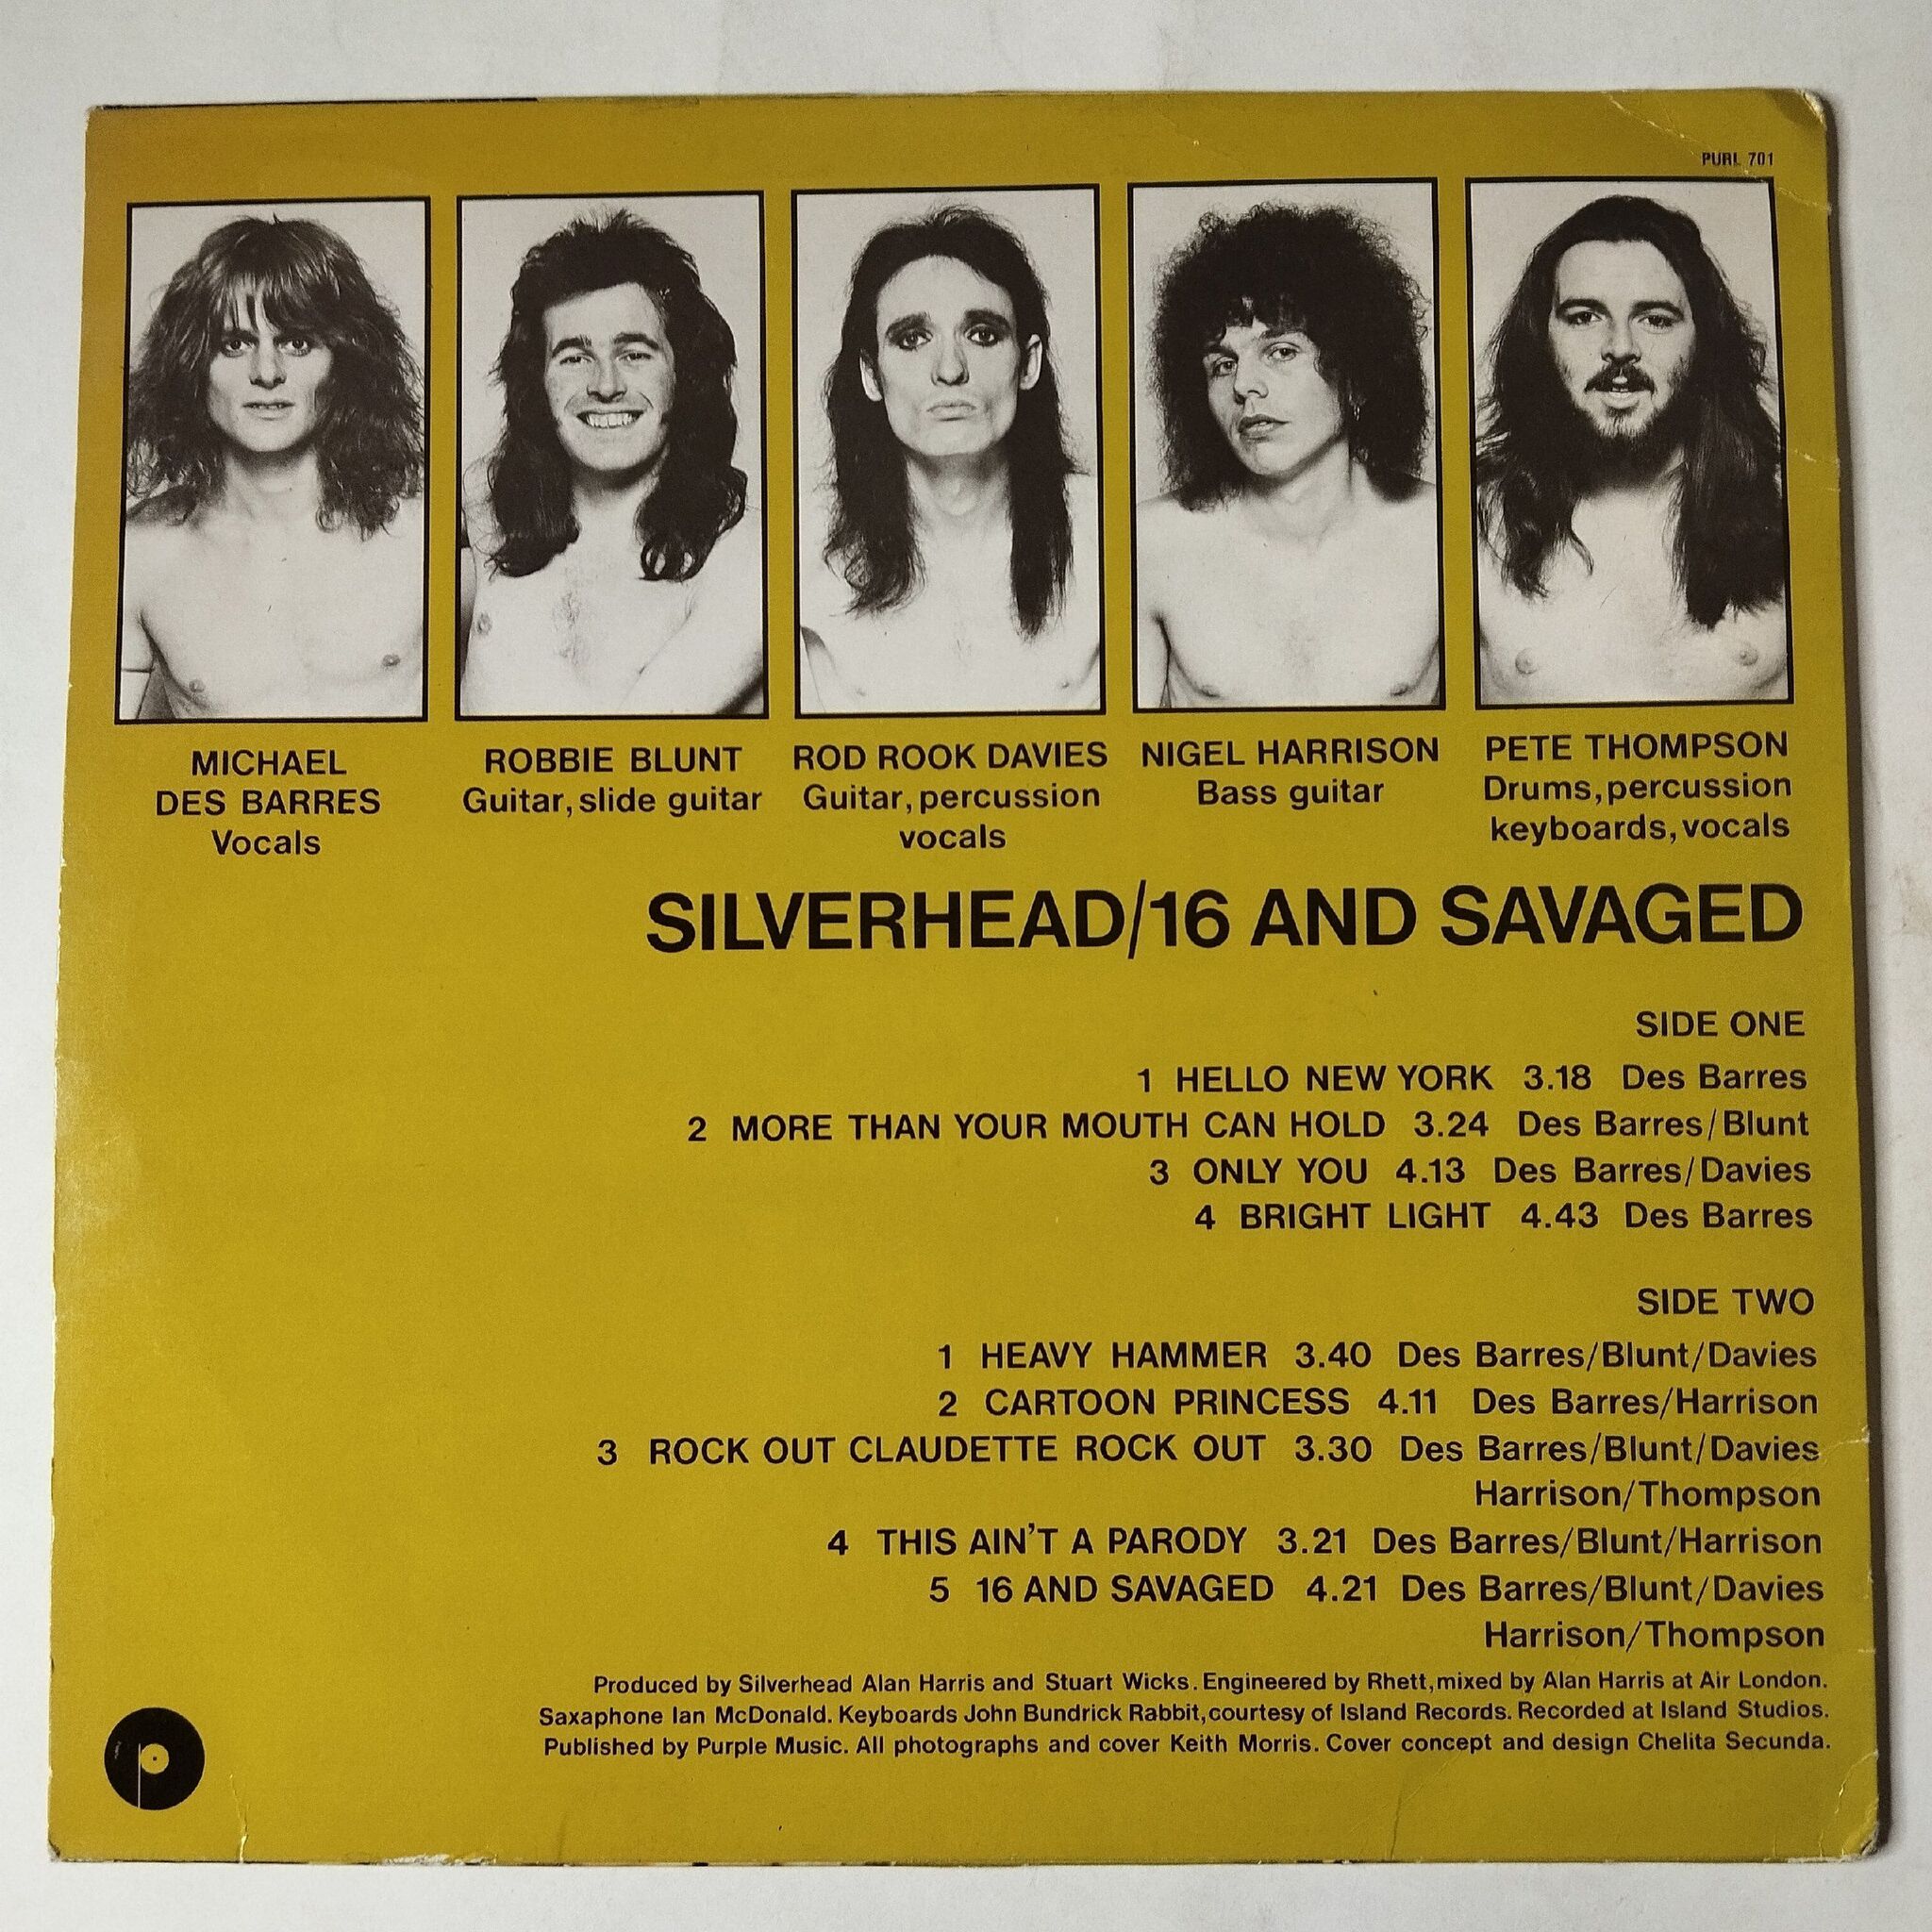 PURL 701
MICHAEL
DES BARRES
Vocals
ROBBIE BLUNT
Guitar, slide guitar
ROD ROOK DAVIES
Guitar, percussion
vocals
NIGEL HARRISON
Bass guitar
PETE THOMPSON
Drums, percussion
keyboards, vocals
SILVERHEAD/16 AND SAVAGED
SIDE ONE
1 HELLO NEW YORK 3.18 Des Barres
2 MORE THAN YOUR MOUTH CAN HOLD 3.24 Des Barres/Blunt
3 ONLY YOU 4.13 Des Barres/Davies
4 BRIGHT LIGHT 4.43 Des Barres
SIDE TWO
1 HEAVY HAMMER 3.40 Des Barres/Blunt/Davies
2 CARTOON PRINCESS 4.11 Des Barres/Harrison
3 ROCK OUT CLAUDETTE ROCK OUT 3.30 Des Barres/Blunt/Davies
Harrison/Thompson
4 THIS AIN'T A PARODY 3.21 Des Barres/Blunt/Harrison
5 16 AND SAVAGED 4.21 Des Barres/Blunt/Davies
Harrison/Thompson
Produced by Silverhead Alan Harris and Stuart Wicks. Engineered by Rhett, mixed by Alan Harris at Air London.
Saxaphone Ian McDonald. Keyboards John Bundrick Rabbit, courtesy of Island Records. Recorded at Island Studios.
Published by Purple Music. All photographs and cover Keith Morris. Cover concept and design Chelita Secunda.